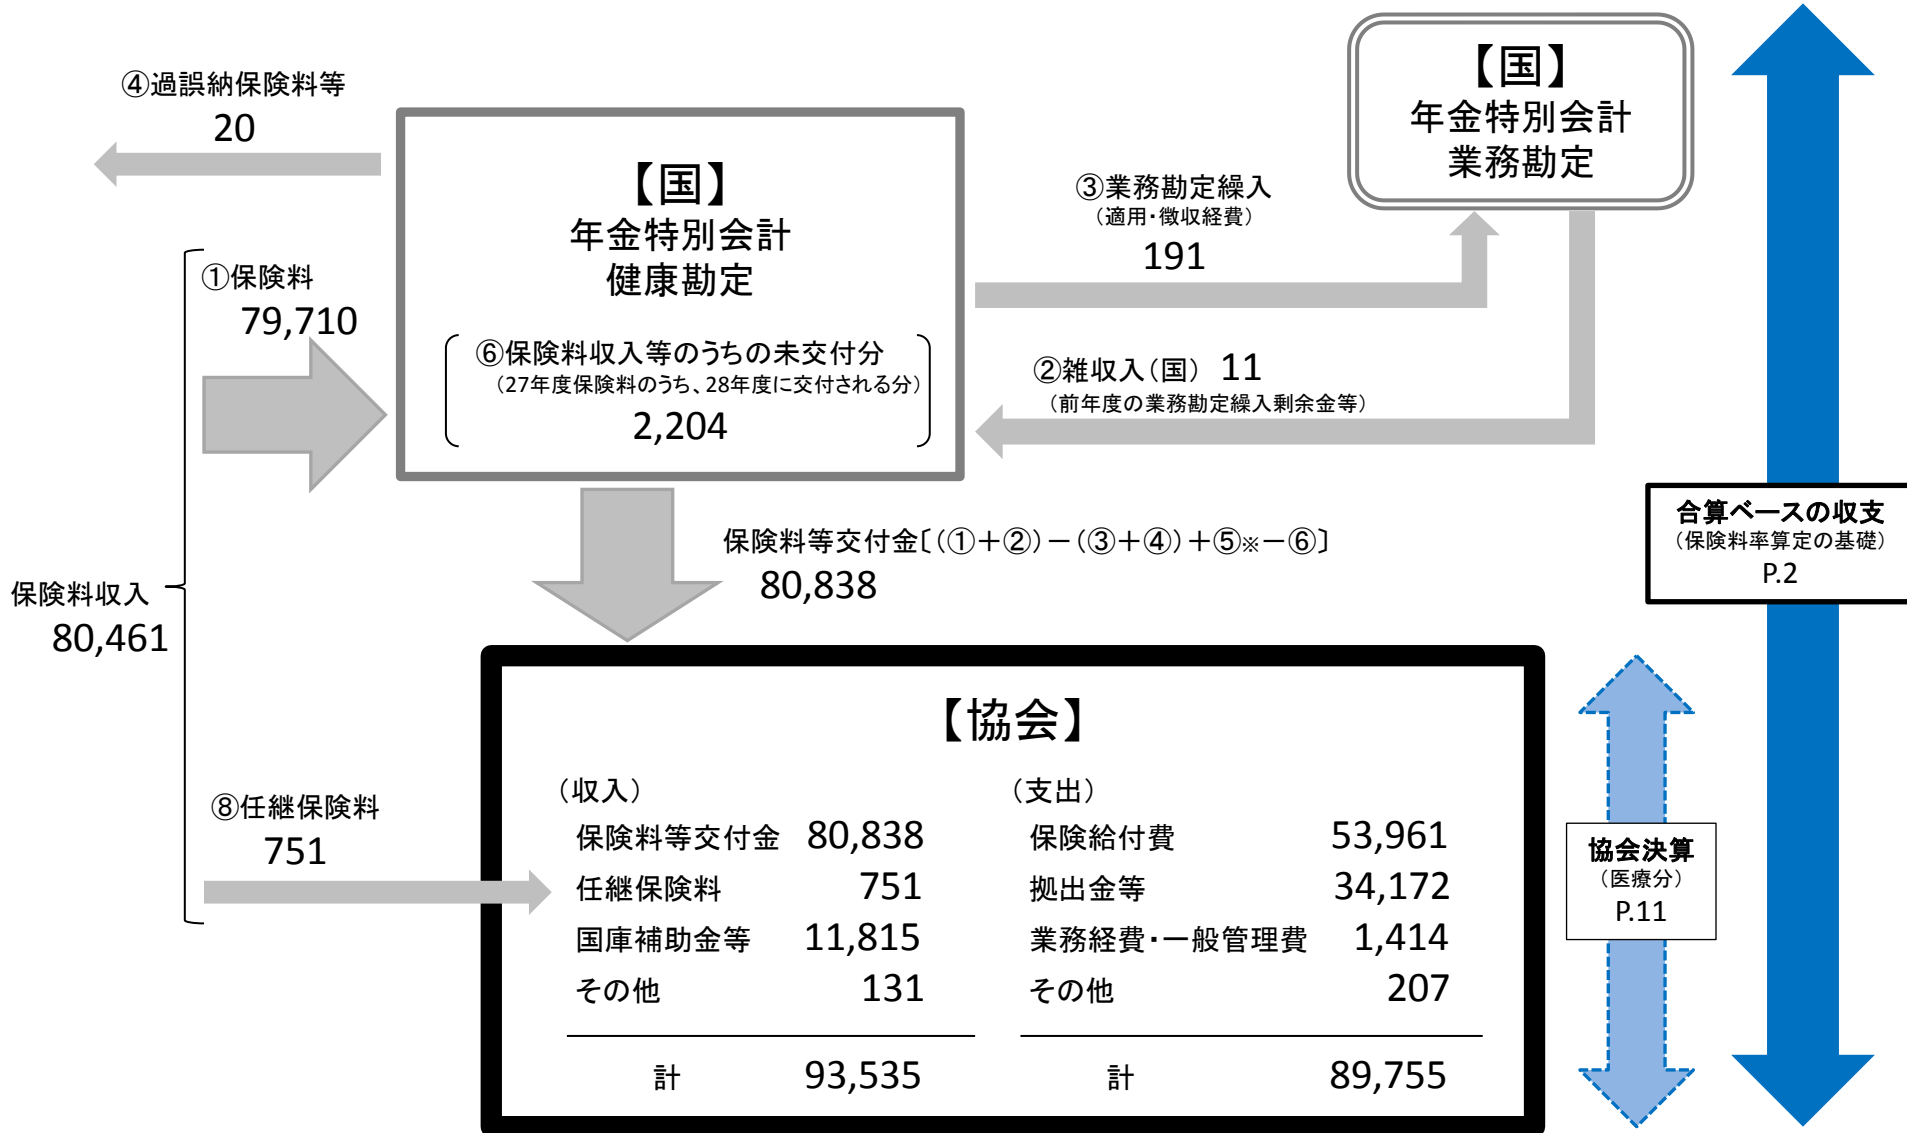 ④過誤納保険料等
20
【国】
年金特別会計
健康勘定
⑥保険料収入等のうちの未交付分
（27年度保険料のうち、28年度に交付される分）
2,204
【国】
年金特別会計
業務勘定
③業務勘定繰入
（適用・徴収経費）
191
②雑収入（国） 11
（前年度の業務勘定繰入剰余金等）
①保険料
79,710
保険料収入
80,461
保険料等交付金〔（①＋②）－（③＋④）＋⑤※－⑥〕
80,838
合算ベースの収支
（保険料率算定の基礎）
P.2
⑧任継保険料
751
【協会】
（収入） （支出）
保険料等交付金 80,838 保険給付費 53,961
任継保険料 751 拠出金等 34,172
国庫補助金等 11,815 業務経費・一般管理費 1,414
その他 131 その他 207
計 93,535 計 89,755
協会決算
（医療分）
P.11